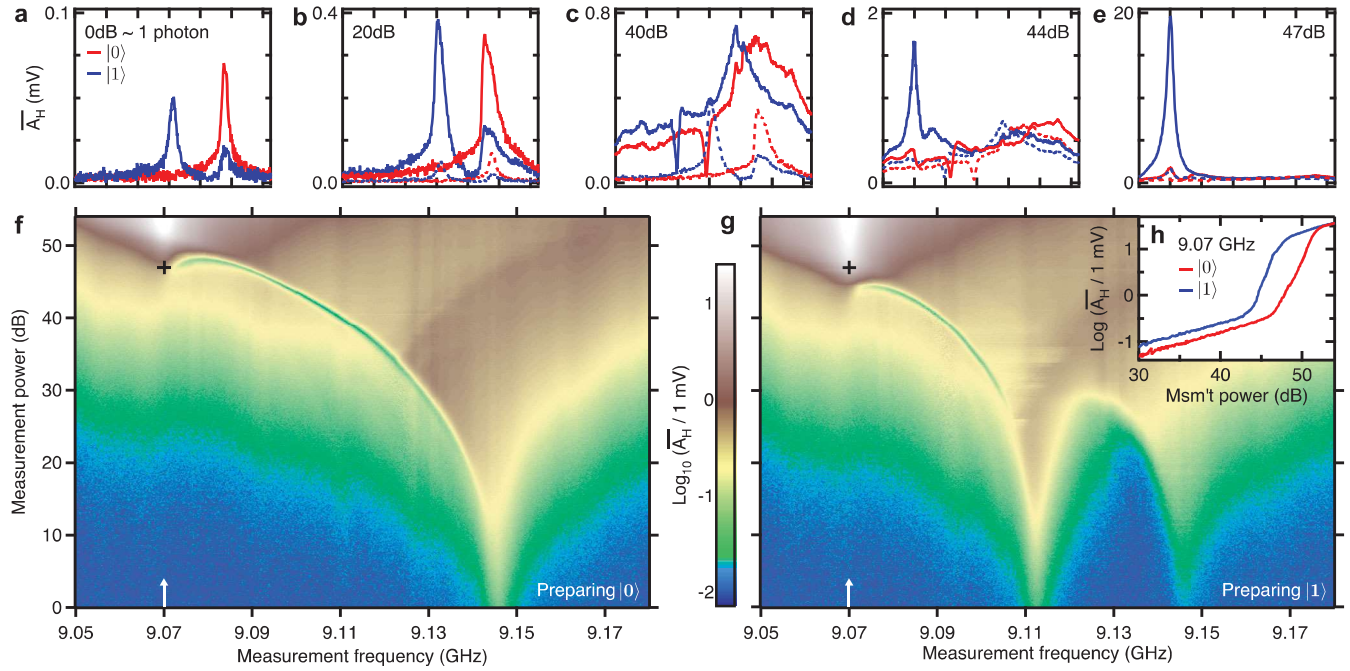 a
0.1
0dB ~ 1 photon
|0⟩
|1⟩
A_H (mV)
0.0
b
0.4
20dB
0.0
c
0.8
40dB
0.0
d
2
44dB
0
e
20
47dB
0
f
50
40
30
20
10
0
Measurement power (dB)
Preparing |0⟩
9.05
9.07
9.09
9.11
9.13
9.15
9.17
Measurement frequency (GHz)
1
0
-1
-2
Log₁₀ (A_H / 1 mV)
g
Preparing |1⟩
9.05
9.07
9.09
9.11
9.13
9.15
9.17
Measurement frequency (GHz)
h
9.07 GHz
|0⟩
|1⟩
Log (A_H / 1 mV)
1
0
-1
30
40
50
Msm't power (dB)